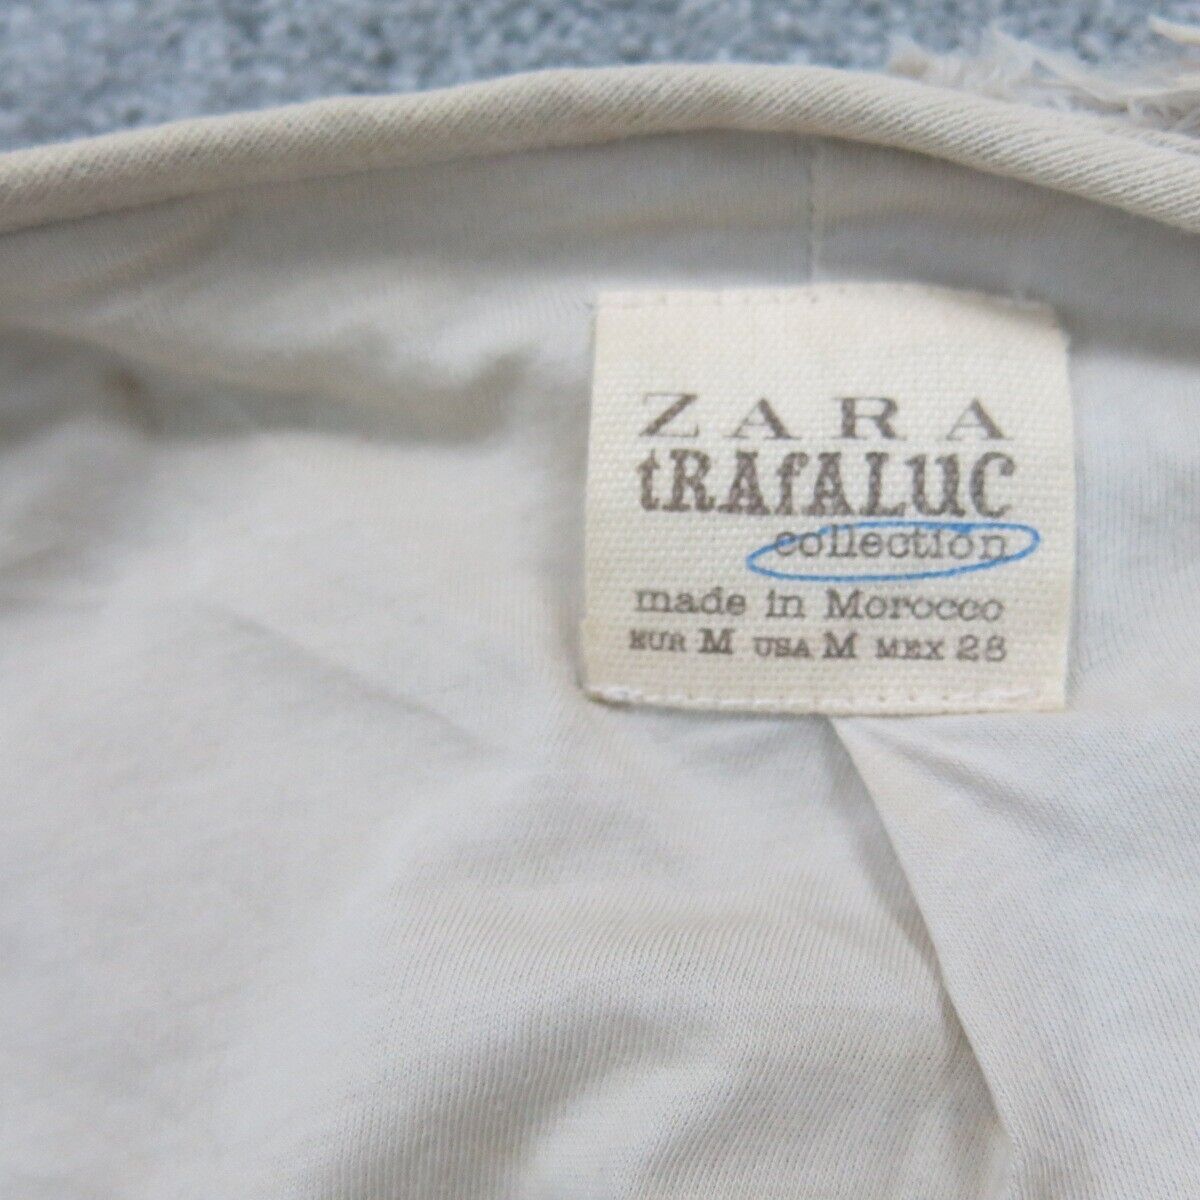 ZARA
tRAfALUC
collection
made in Morocco
EUR M USA M MEX 28